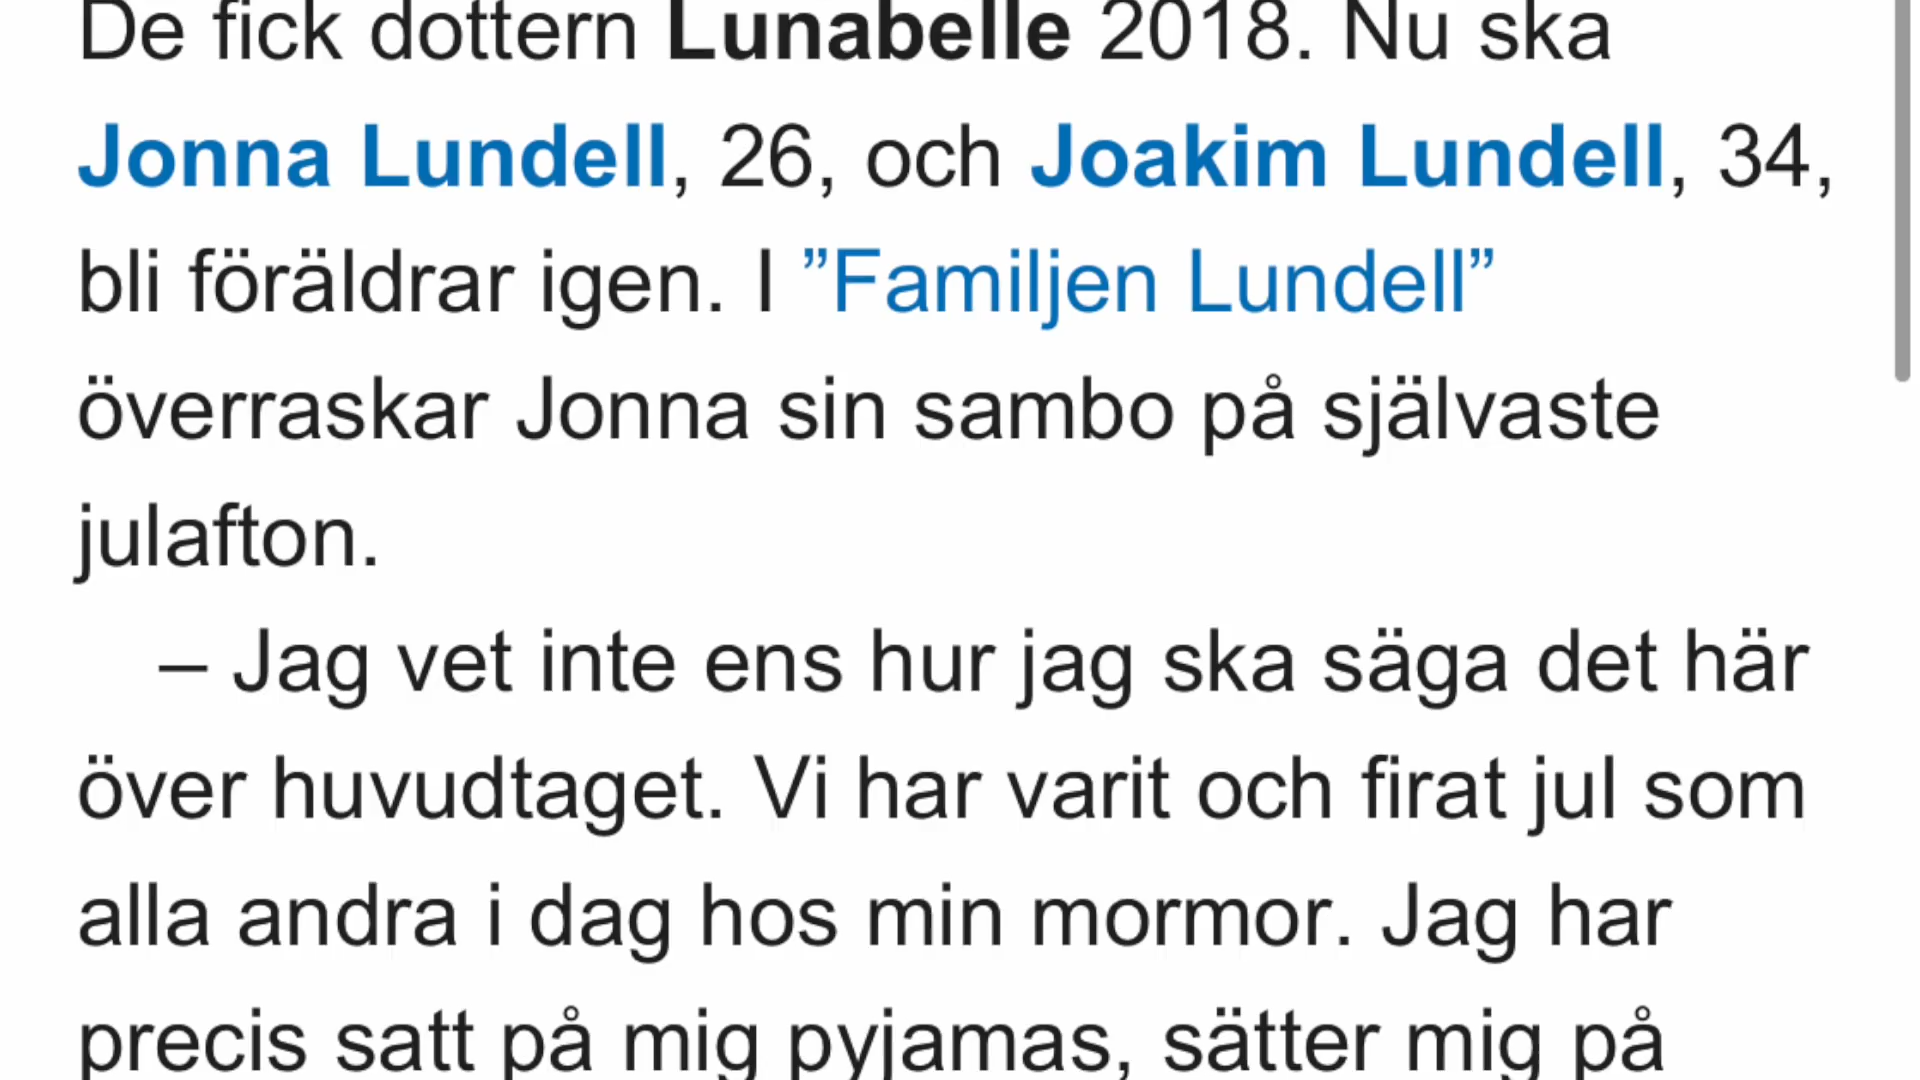 De fick dottern Lunabelle 2018. Nu ska
Jonna Lundell, 26, och Joakim Lundell, 34,
bli föräldrar igen. I ”Familjen Lundell”
överraskar Jonna sin sambo på självaste
julafton.
– Jag vet inte ens hur jag ska säga det här
över huvudtaget. Vi har varit och firat jul som
alla andra i dag hos min mormor. Jag har
precis satt på mig pyjamas, sätter mig på